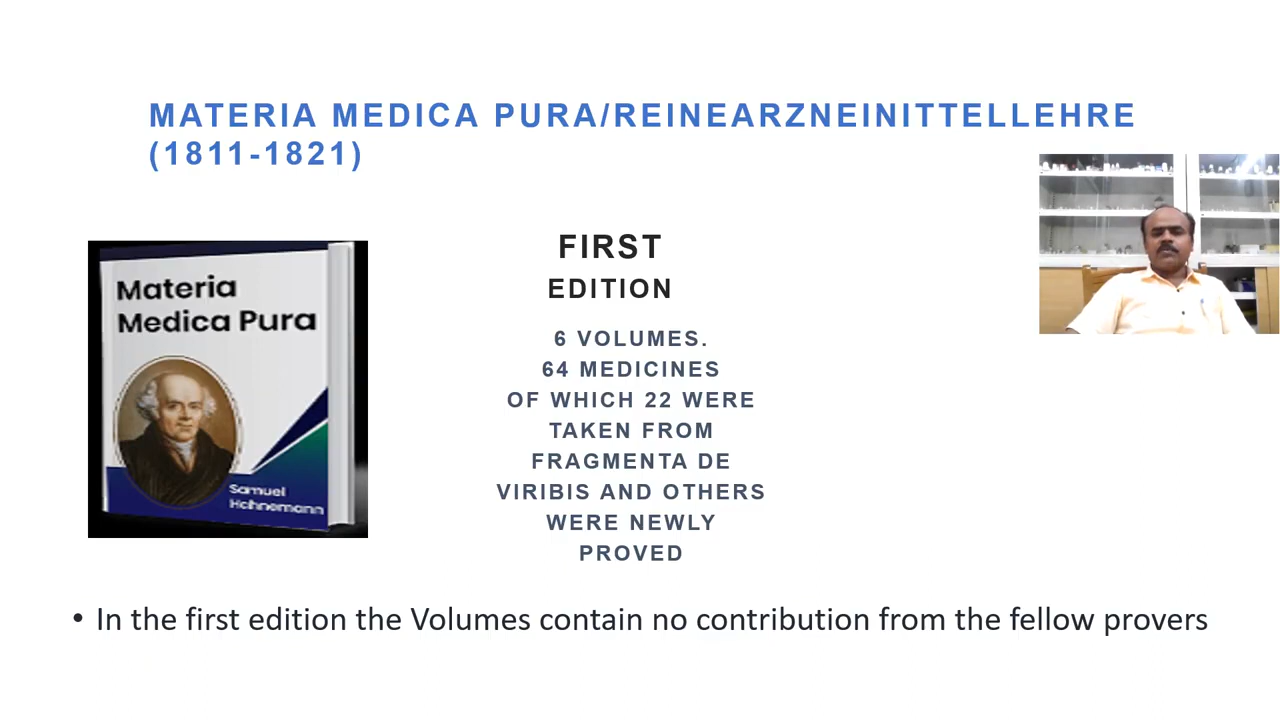 MATERIA MEDICA PURA/REINEARZNEINITTELLEHRE
(1811-1821)
Materia
Medica Pura
Samuel
Hahnemann
FIRST
EDITION
6 VOLUMES.
64 MEDICINES
OF WHICH 22 WERE
TAKEN FROM
FRAGMENTA DE
VIRIBIS AND OTHERS
WERE NEWLY
PROVED
• In the first edition the Volumes contain no contribution from the fellow provers